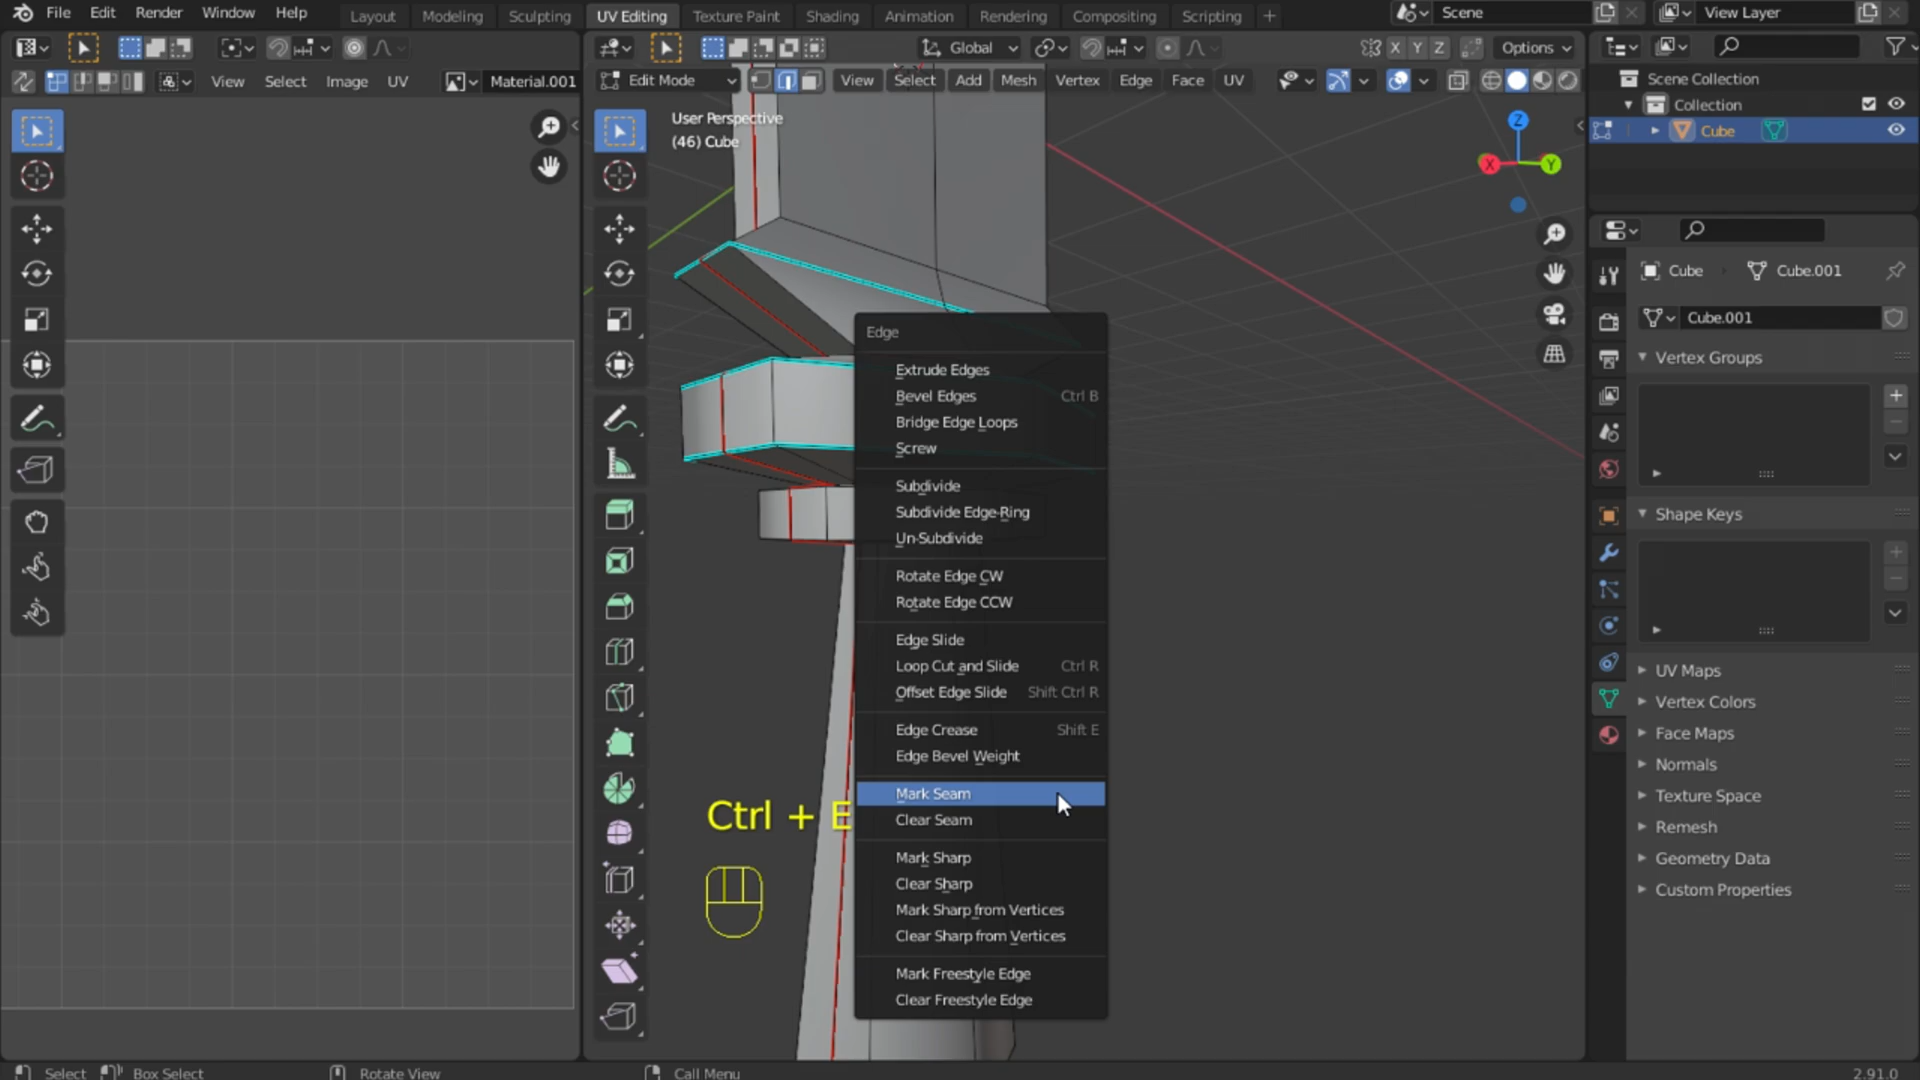 File Edit Render Window Help Layout Modeling Sculpting UV Editing Texture Paint Shading Animation Rendering Compositing Scripting + Scene View Layer
Global X Y Z Options
View Select Image UV Material.001 Edit Mode View Select Add Mesh Vertex Edge Face UV
Scene Collection
Collection
Cube
User Perspective
(46) Cube
Z
X
Y
Cube Cube.001
Cube.001
Vertex Groups
Shape Keys
UV Maps
Vertex Colors
Face Maps
Normals
Texture Space
Remesh
Geometry Data
Custom Properties
Edge
Extrude Edges
Bevel Edges Ctrl B
Bridge Edge Loops
Screw
Subdivide
Subdivide Edge-Ring
Un-Subdivide
Rotate Edge CW
Rotate Edge CCW
Edge Slide
Loop Cut and Slide Ctrl R
Offset Edge Slide Shift Ctrl R
Edge Crease Shift E
Edge Bevel Weight
Mark Seam
Clear Seam
Mark Sharp
Clear Sharp
Mark Sharp from Vertices
Clear Sharp from Vertices
Mark Freestyle Edge
Clear Freestyle Edge
Ctrl + E
Select Box Select Rotate View Call Menu 2.91.0